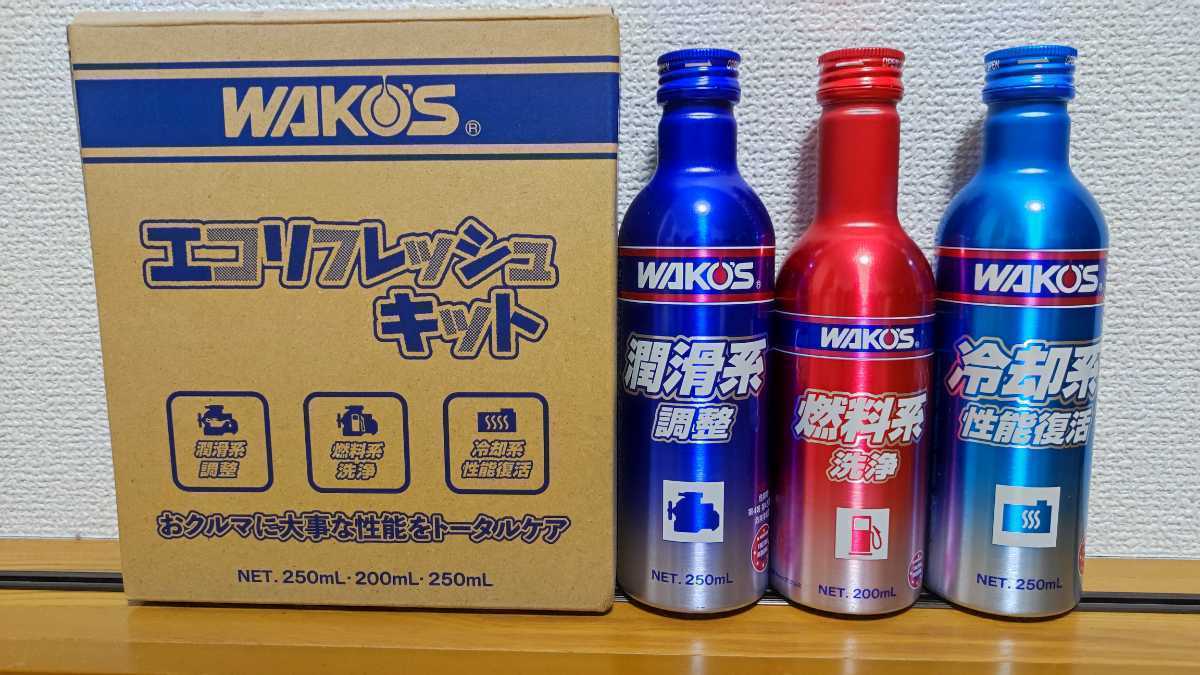 WAKO'S®
エコリフレッシュ
キット
潤滑系
調整
燃料系
洗浄
冷却系
性能復活
おクルマに大事な性能をトータルケア
NET. 250mL・200mL・250mL
WAKO'S®
潤滑系
調整
NET. 250mL
WAKO'S®
燃料系
洗浄
NET. 200mL
OPEN
WAKO'S®
冷却系
性能復活
NET. 250mL